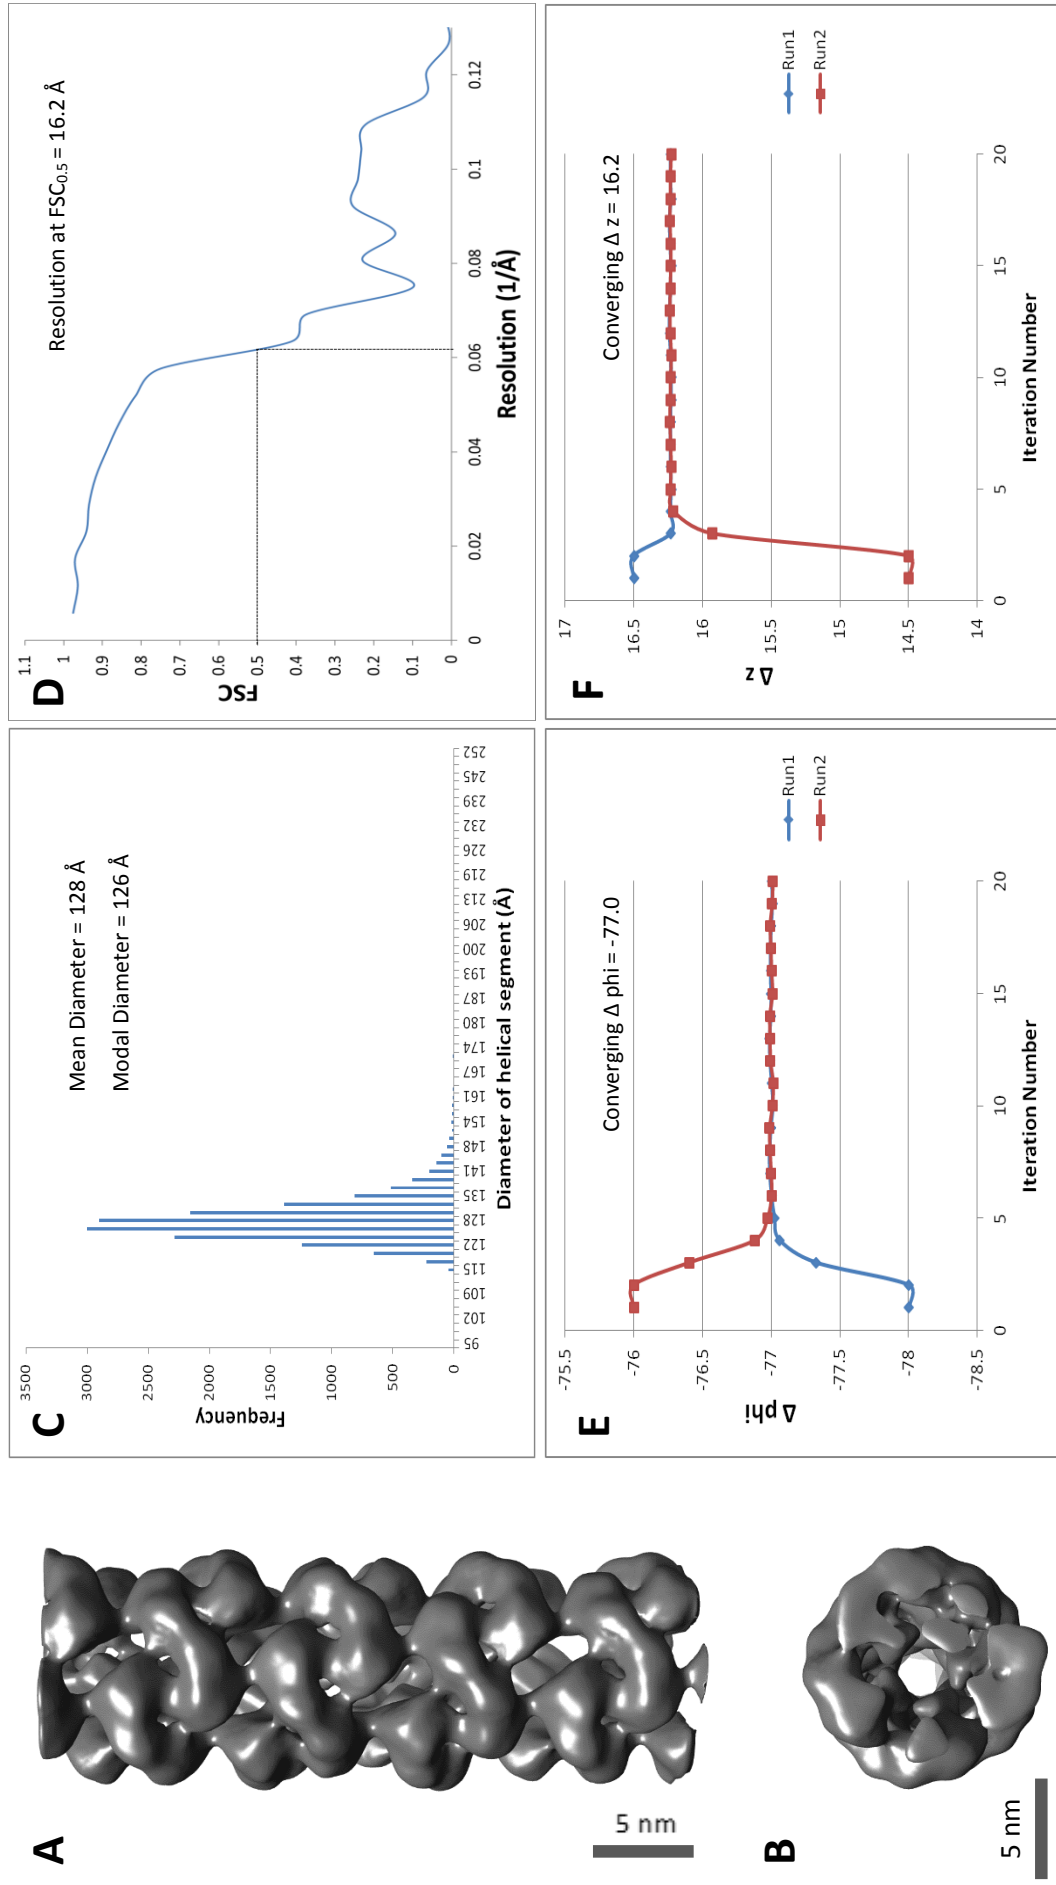 A
5 nm
B
5 nm
C
Mean Diameter = 128 Å
Modal Diameter = 126 Å
Frequency
3500
3000
2500
2000
1500
1000
500
0
95 102 109 115 122 128 135 141 148 154 161 167 174 180 187 193 200 206 213 219 226 232 239 245 252
Diameter of helical segment (Å)
D
Resolution at FSC0.5 = 16.2 Å
FSC
1.1
1
0.9
0.8
0.7
0.6
0.5
0.4
0.3
0.2
0.1
0
0 0.02 0.04 0.06 0.08 0.1 0.12
Resolution (1/Å)
E
Converging Δ phi = -77.0
Δ phi
-75.5
-76
-76.5
-77
-77.5
-78
-78.5
0 5 10 15 20
Iteration Number
Run1
Run2
F
Converging Δ z = 16.2
Δ z
17
16.5
16
15.5
15
14.5
14
0 5 10 15 20
Iteration Number
Run1
Run2